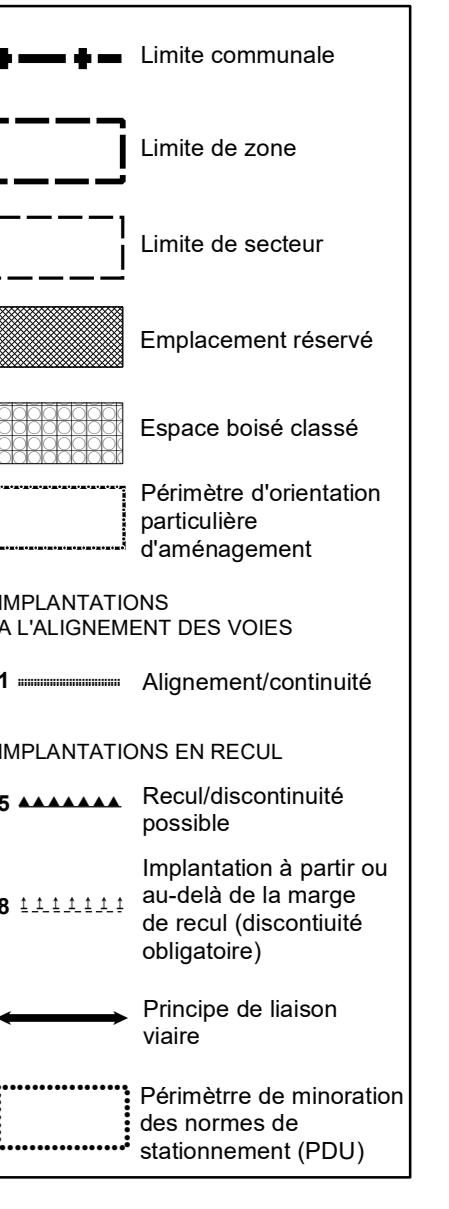 Limite communale
Limite de zone
Limite de secteur
Emplacement réservé
Espace boisé classé
Périmètre d'orientation
particulière
d'aménagement
IMPLANTATIONS
A L'ALIGNEMENT DES VOIES
1 Alignement/continuité
IMPLANTATIONS EN RECUL
5 Recul/discontinuité
possible
8 Implantation à partir ou
au-delà de la marge
de recul (discontiuité
obligatoire)
Principe de liaison
viaire
Périmètrre de minoration
des normes de
stationnement (PDU)